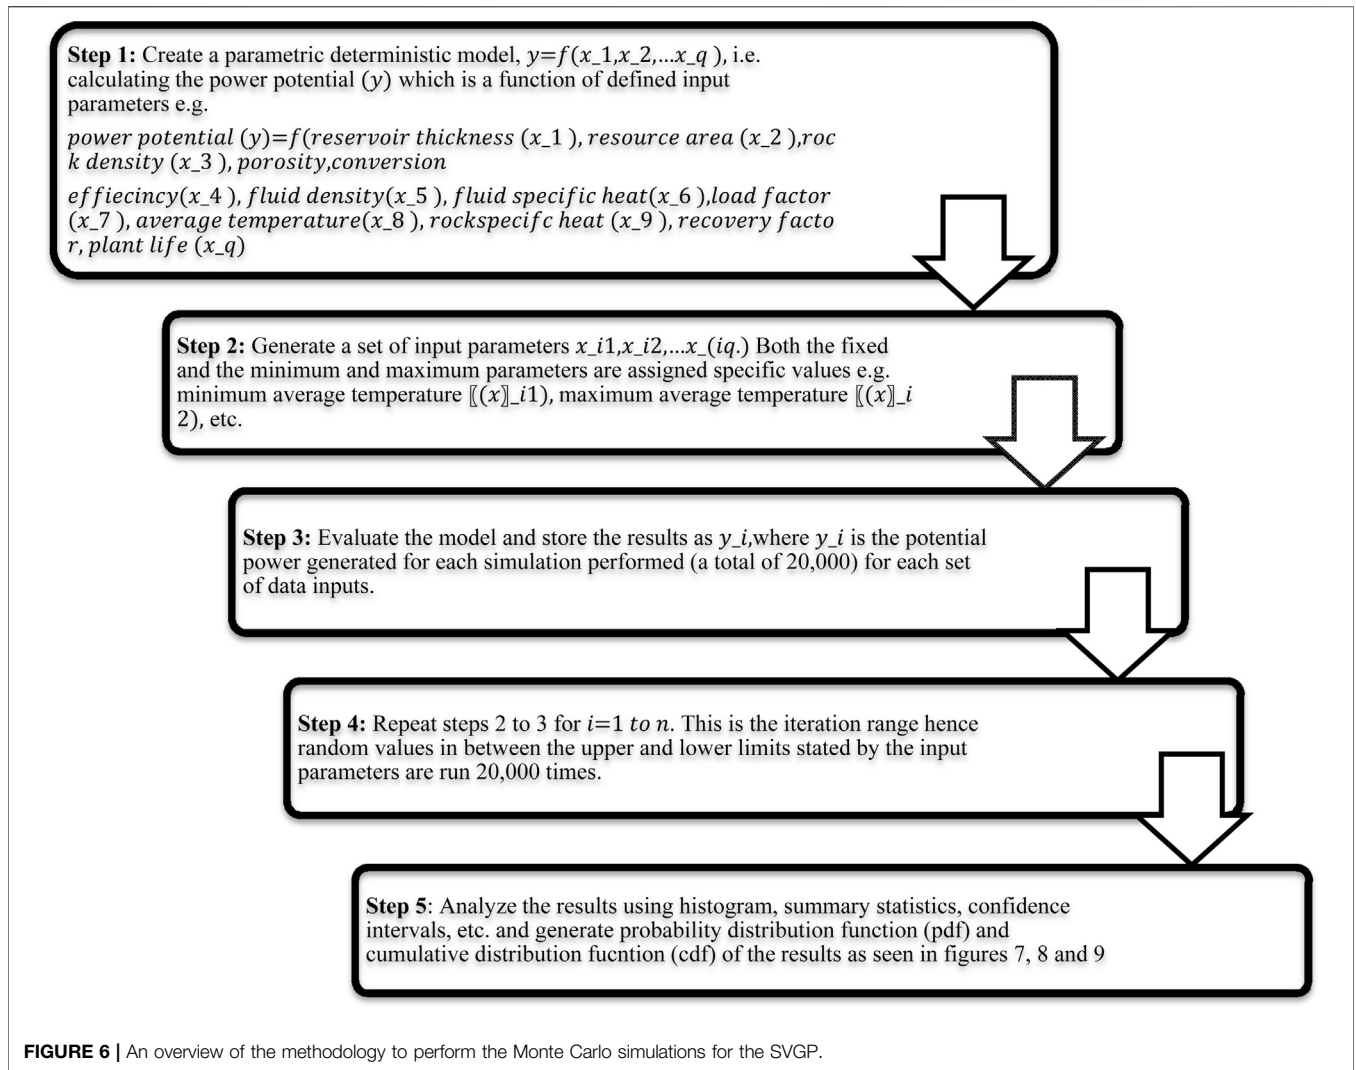 Step 1: Create a parametric deterministic model, y=f(x_1,x_2,...x_q ), i.e.
calculating the power potential (y) which is a function of defined input
parameters e.g.
power potential (y)=f(reservoir thickness (x_1 ), resource area (x_2 ),roc
k density (x_3 ), porosity,conversion
effiecincy(x_4 ), fluid density(x_5 ), fluid specific heat(x_6 ),load factor
(x_7 ), average temperature(x_8 ), rockspecifc heat (x_9 ), recovery facto
r, plant life (x_q)
Step 2: Generate a set of input parameters x_i1,x_i2,...x_(iq.) Both the fixed
and the minimum and maximum parameters are assigned specific values e.g.
minimum average temperature 〖(x〗_i1), maximum average temperature 〖(x〗_i
2), etc.
Step 3: Evaluate the model and store the results as y_i,where y_i is the potential
power generated for each simulation performed (a total of 20,000) for each set
of data inputs.
Step 4: Repeat steps 2 to 3 for i=1 to n. This is the iteration range hence
random values in between the upper and lower limits stated by the input
parameters are run 20,000 times.
Step 5: Analyze the results using histogram, summary statistics, confidence
intervals, etc. and generate probability distribution function (pdf) and
cumulative distribution fucntion (cdf) of the results as seen in figures 7, 8 and 9
FIGURE 6 | An overview of the methodology to perform the Monte Carlo simulations for the SVGP.